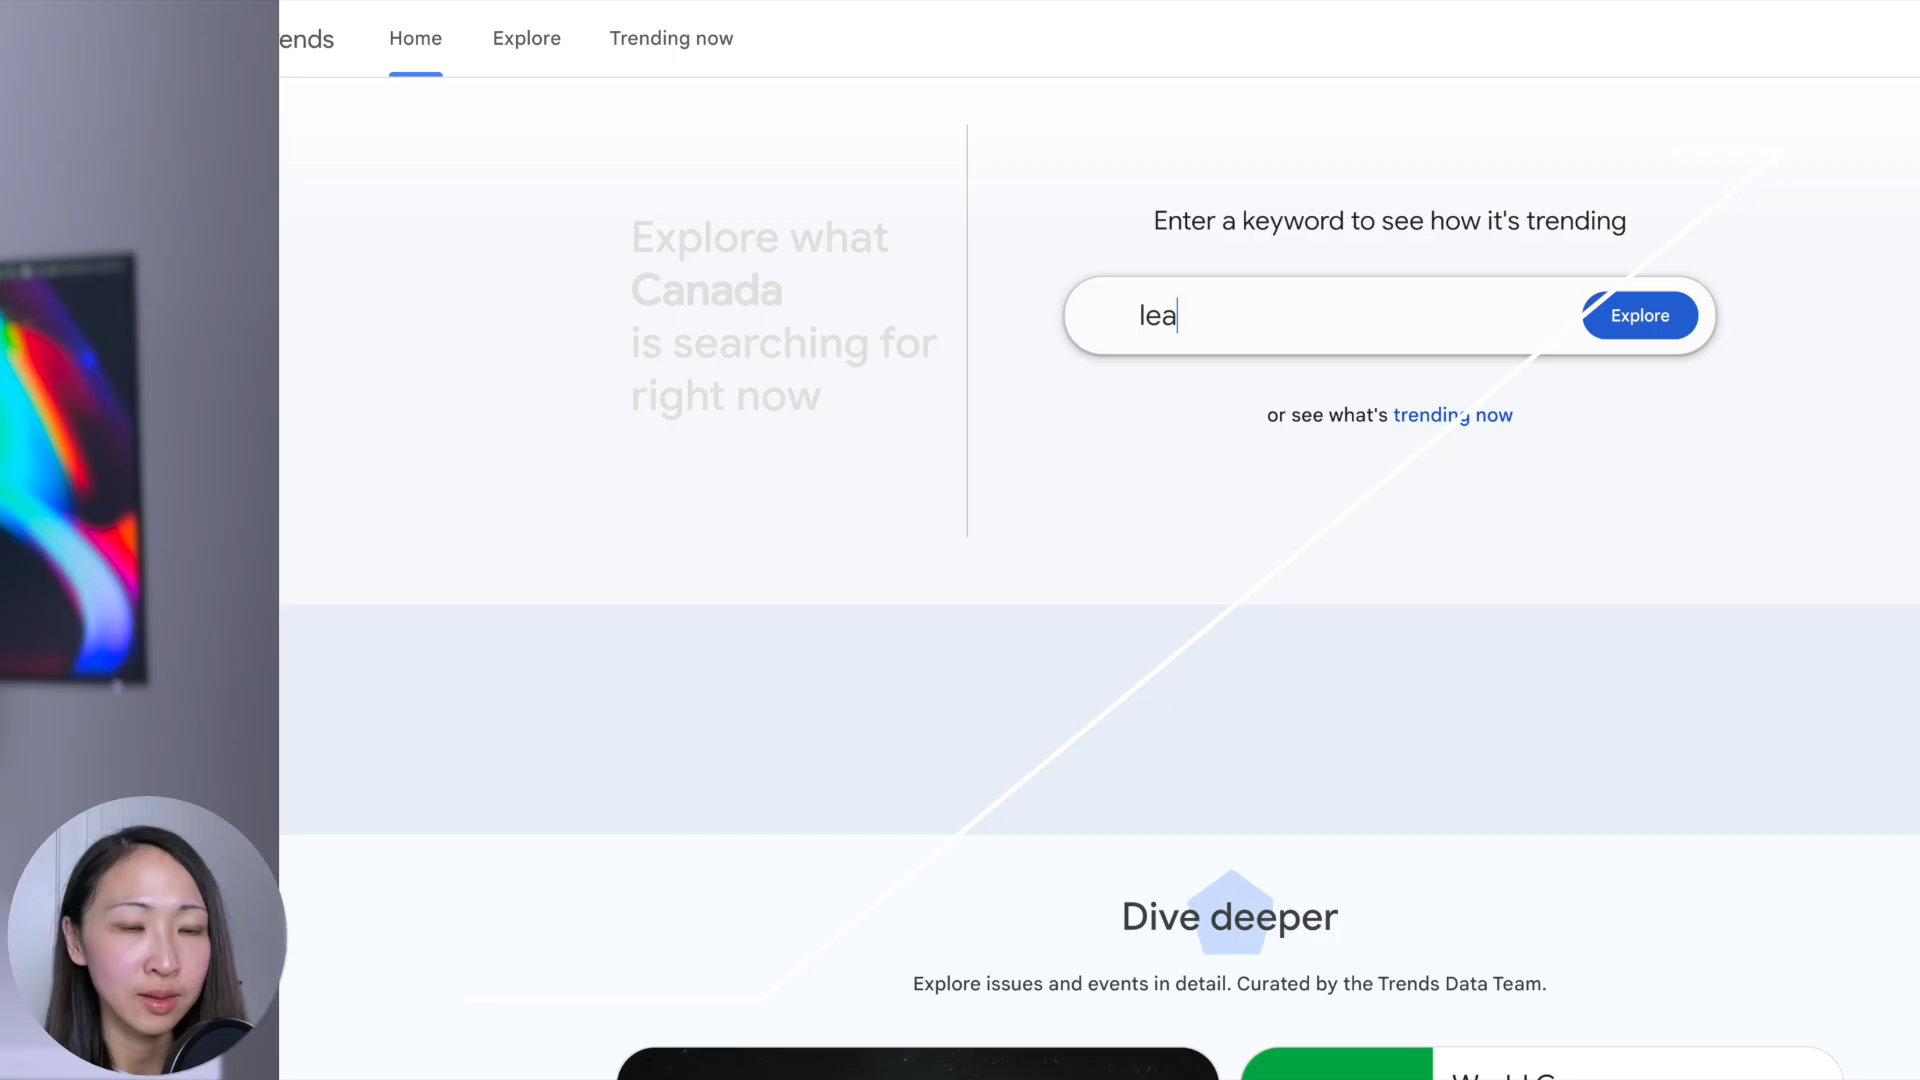 ends
Home
Explore
Trending now
Explore what
Canada
is searching for
right now
Enter a keyword to see how it's trending
lea
Explore
or see what's trending now
Dive deeper
Explore issues and events in detail. Curated by the Trends Data Team.